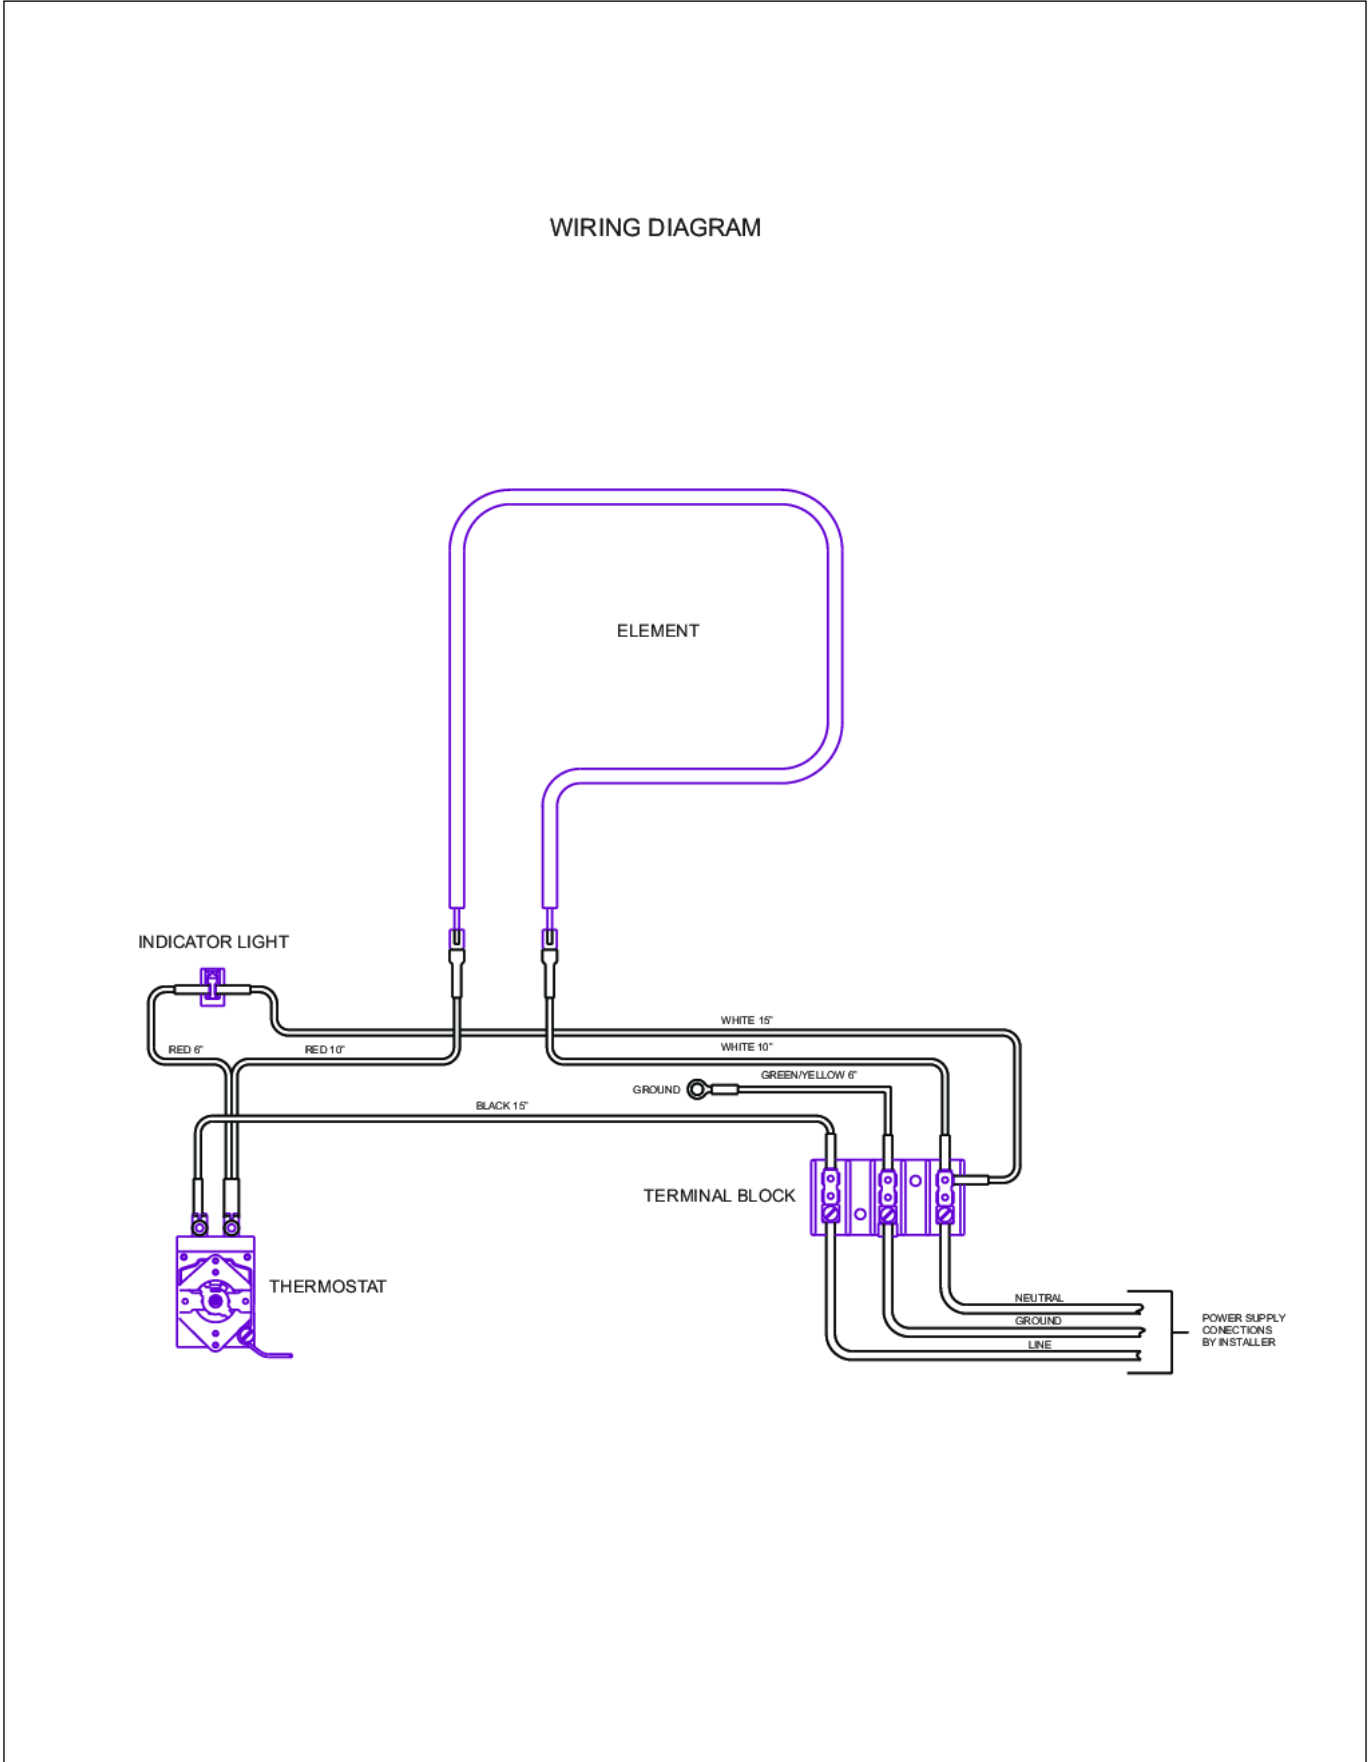 WIRING DIAGRAM
ELEMENT
INDICATOR LIGHT
WHITE 15"
RED 6"
RED 10"
WHITE 10"
GREEN/YELLOW 6"
GROUND
BLACK 15"
TERMINAL BLOCK
THERMOSTAT
NEUTRAL
GROUND
LINE
POWER SUPPLY
CONECTIONS
BY INSTALLER